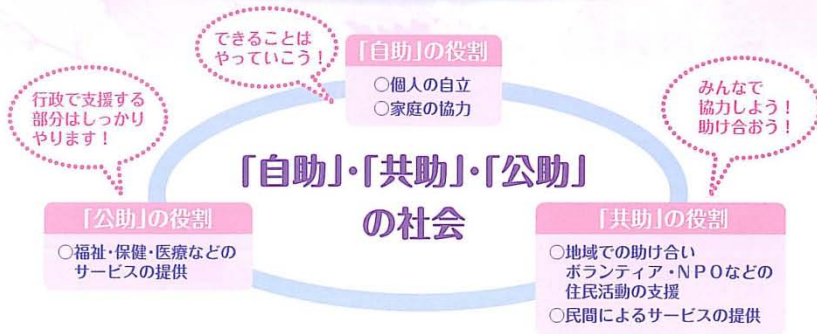 できることは
やっていこう！
「自助」の役割
○個人の自立
○家庭の協力
行政で支援する
部分はしっかり
やります！
みんなで
協力しよう！
助け合おう！
「自助」・「共助」・「公助」
の社会
「公助」の役割
○福祉・保健・医療などの
サービスの提供
「共助」の役割
○地域での助け合い
ボランティア・NPOなどの
住民活動の支援
○民間によるサービスの提供